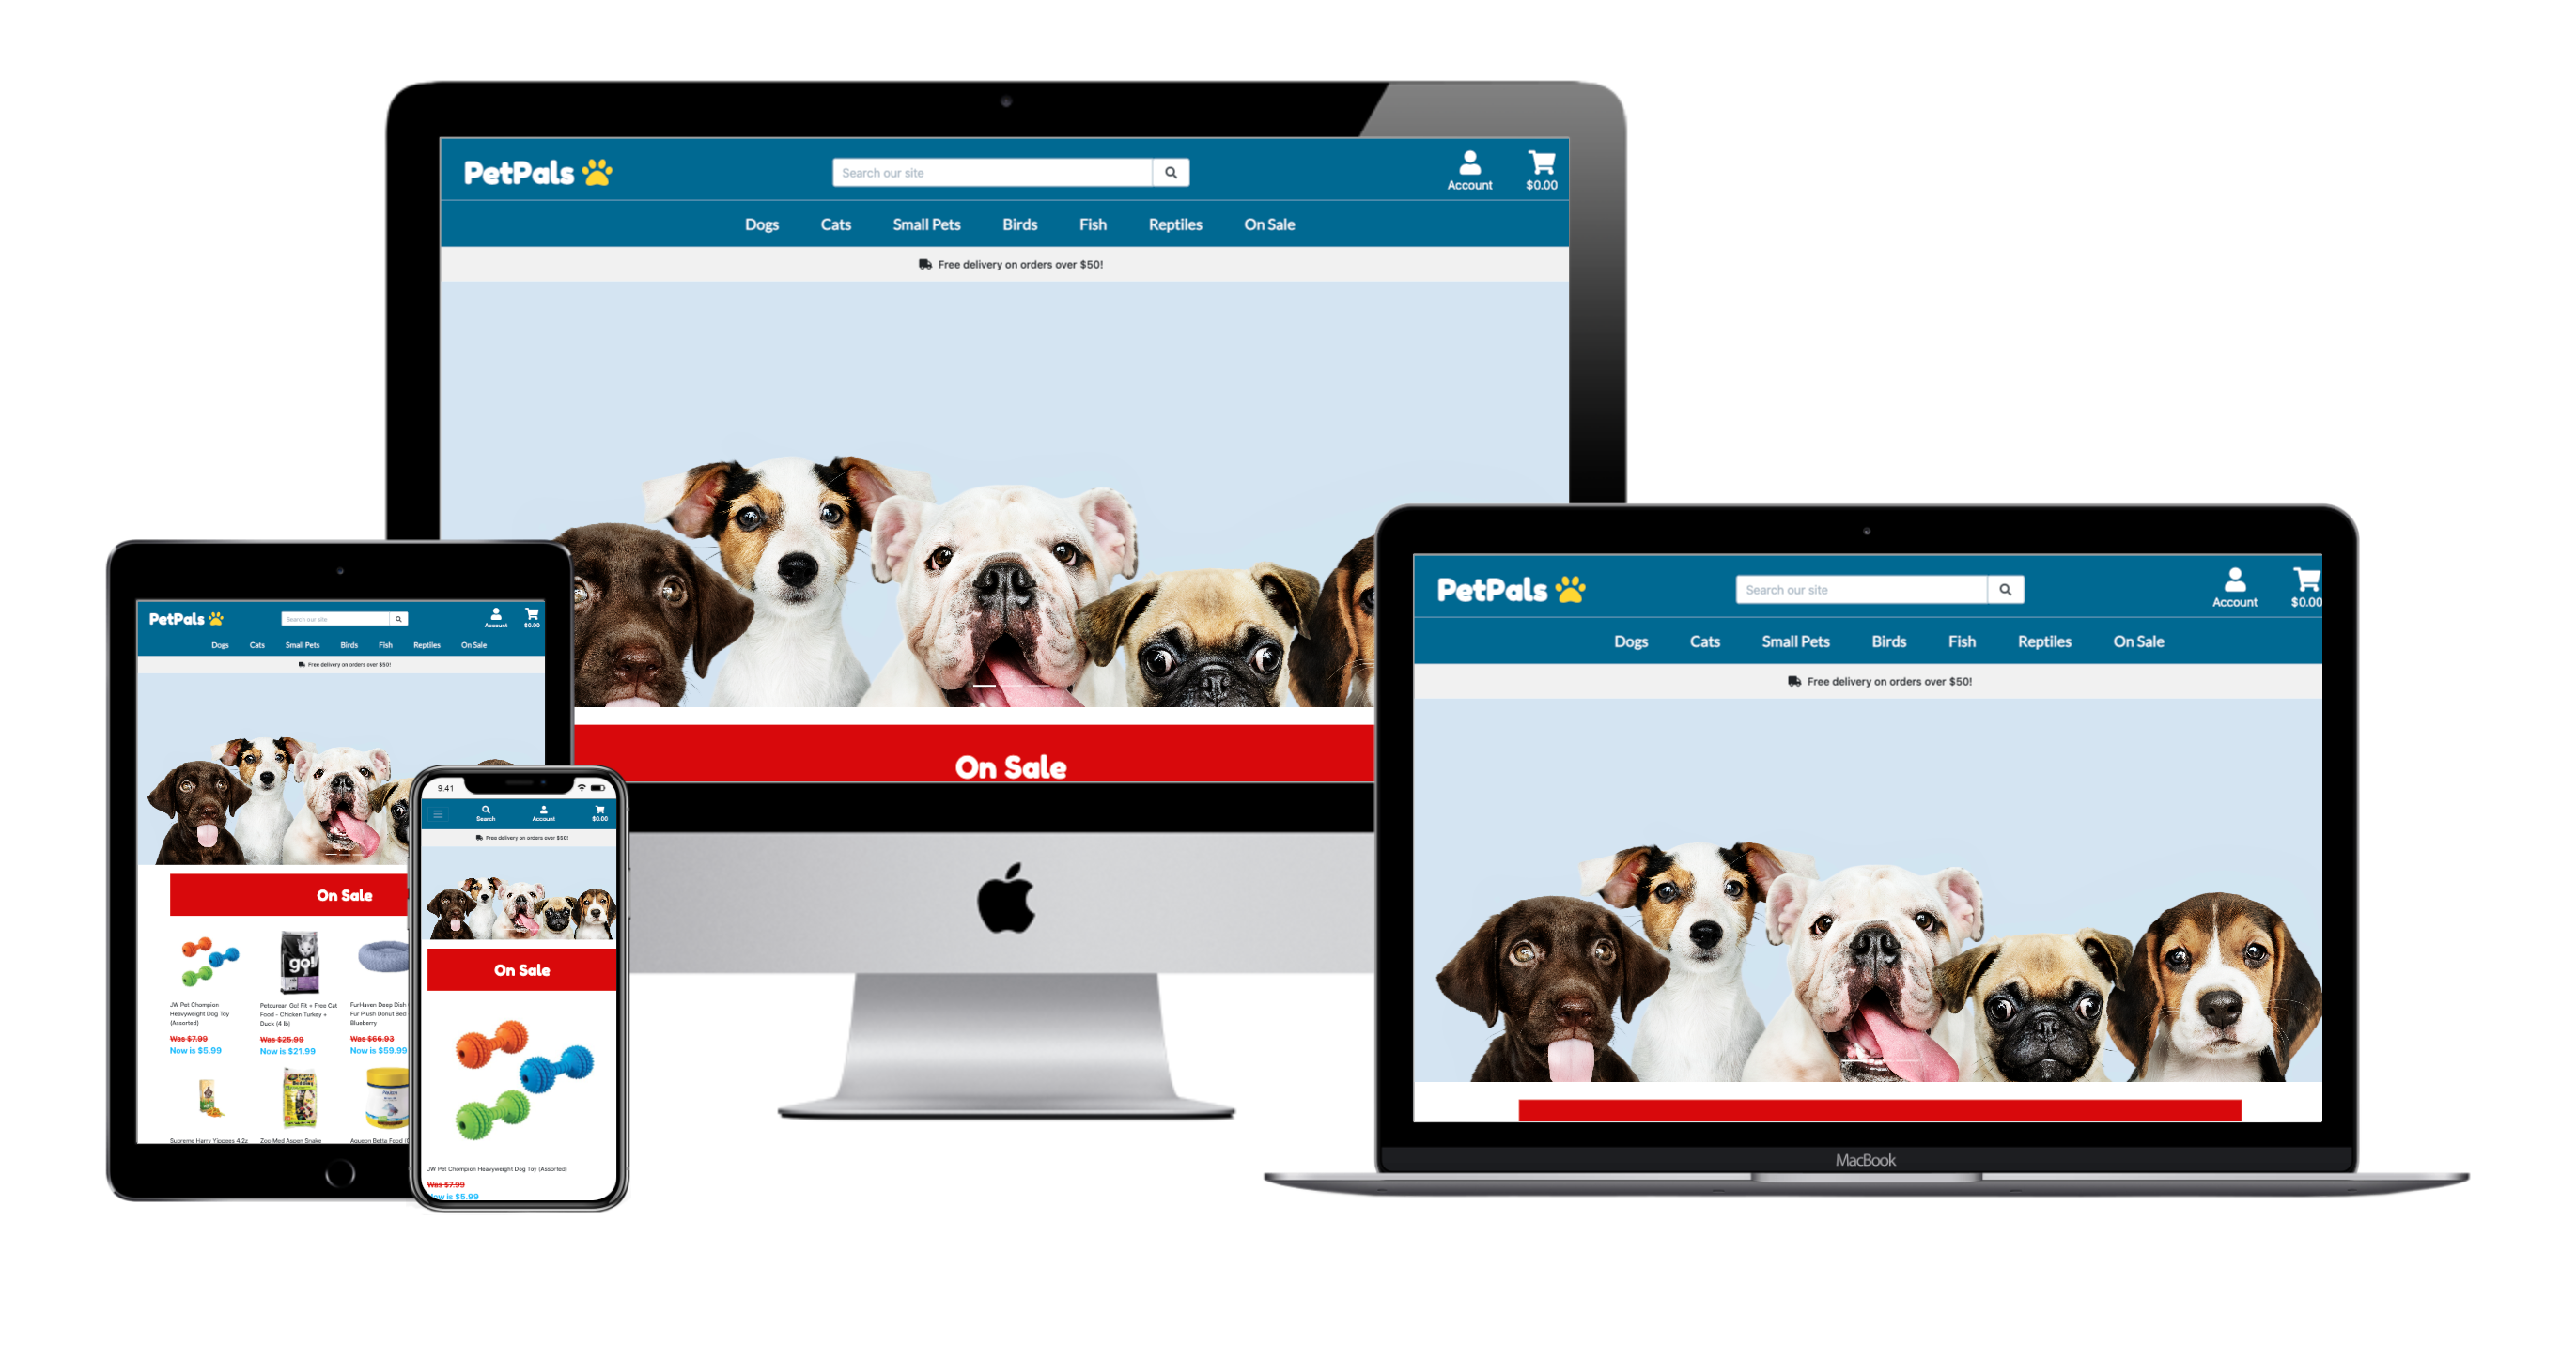 PetPals
Search our site
Account
$0.00
Dogs Cats Small Pets Birds Fish Reptiles On Sale
Free delivery on orders over $50!
On Sale
PetPals
Search our site
Account
$0.00
Dogs Cats Small Pets Birds Fish Reptiles On Sale
Free delivery on orders over $50!
On Sale
JW Pet Champion
Heavyweight Dog Toy
(Assorted)
Was $7.99
Now is $5.99
go!
Petcurean Go! Fit + Free Cat
Food - Chicken Turkey +
Duck (4 lb)
Was $25.99
Now is $21.99
FurHaven Deep Dish
Fur Plush Donut Bed
Blueberry
Was $66.93
Now is $59.99
Supreme Harry Yippees 4.2z
Zoo Med Aspen Snake
Aqueon Betta Food
9.41
Search
Account
$0.00
Free delivery on orders over $50!
On Sale
JW Pet Champion Heavyweight Dog Toy (Assorted)
Was $7.99
Now is $5.99
PetPals
Search our site
Account
$0.00
Dogs Cats Small Pets Birds Fish Reptiles On Sale
Free delivery on orders over $50!
MacBook